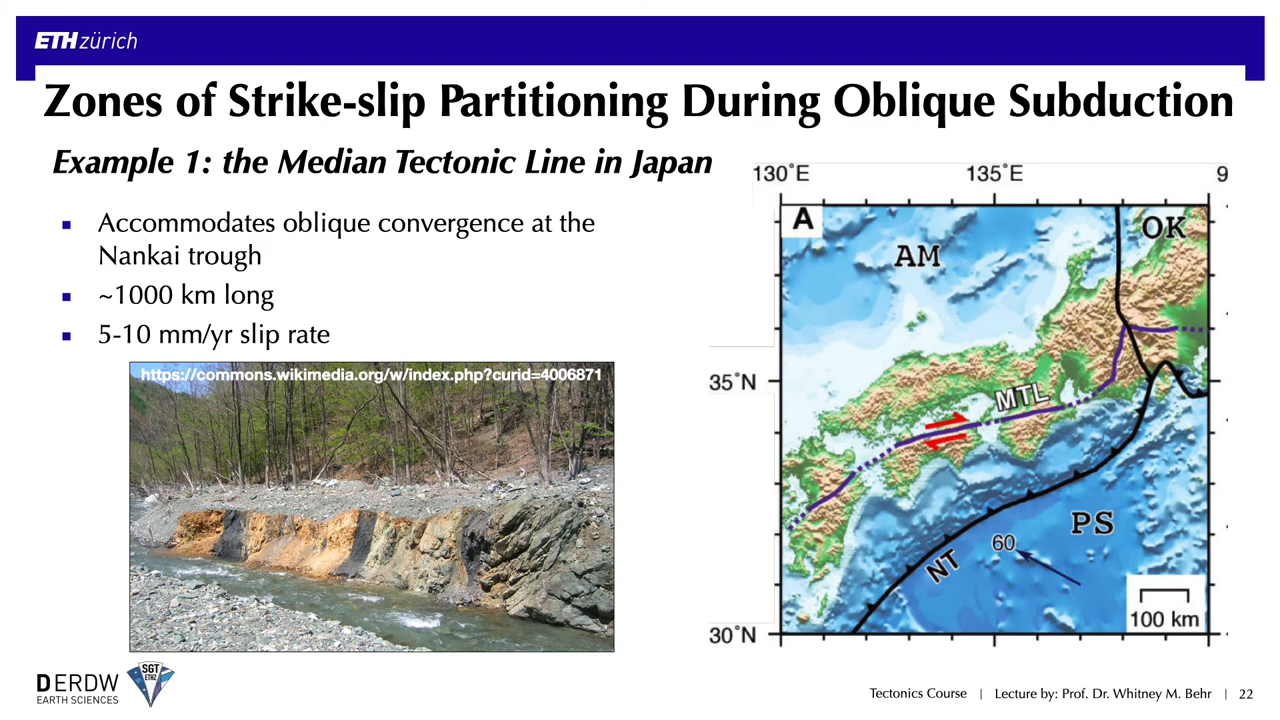 ETH zürich
Zones of Strike-slip Partitioning During Oblique Subduction
Example 1: the Median Tectonic Line in Japan
Accommodates oblique convergence at the
Nankai trough
~1000 km long
5-10 mm/yr slip rate
https://commons.wikimedia.org/w/index.php?curid=4006871
130˚E 135˚E 9
A
OK
AM
35˚N
MTL
PS
60
NT
100 km
30˚N
DERDW
EARTH SCIENCES
SGT
ETHZ
Tectonics Course | Lecture by: Prof. Dr. Whitney M. Behr | 22